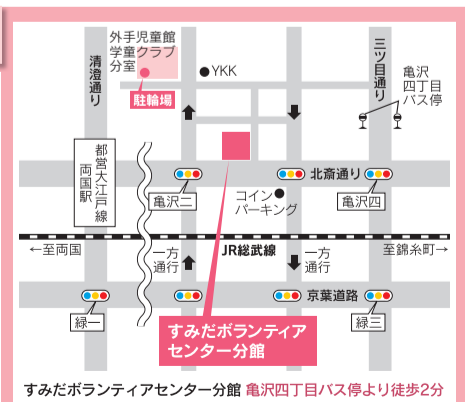 外手児童館
学童クラブ
分室
YKK
駐輪場
清澄通り
三ツ目通り
亀沢
四丁目
バス停
都営大江戸線
両国駅
北斎通り
亀沢二
コイン
パーキング
亀沢四
←至両国
一方
通行
JR総武線
一方
通行
至錦糸町→
京葉道路
緑一
緑三
すみだボランティア
センター分館
すみだボランティアセンター分館 亀沢四丁目バス停より徒歩2分